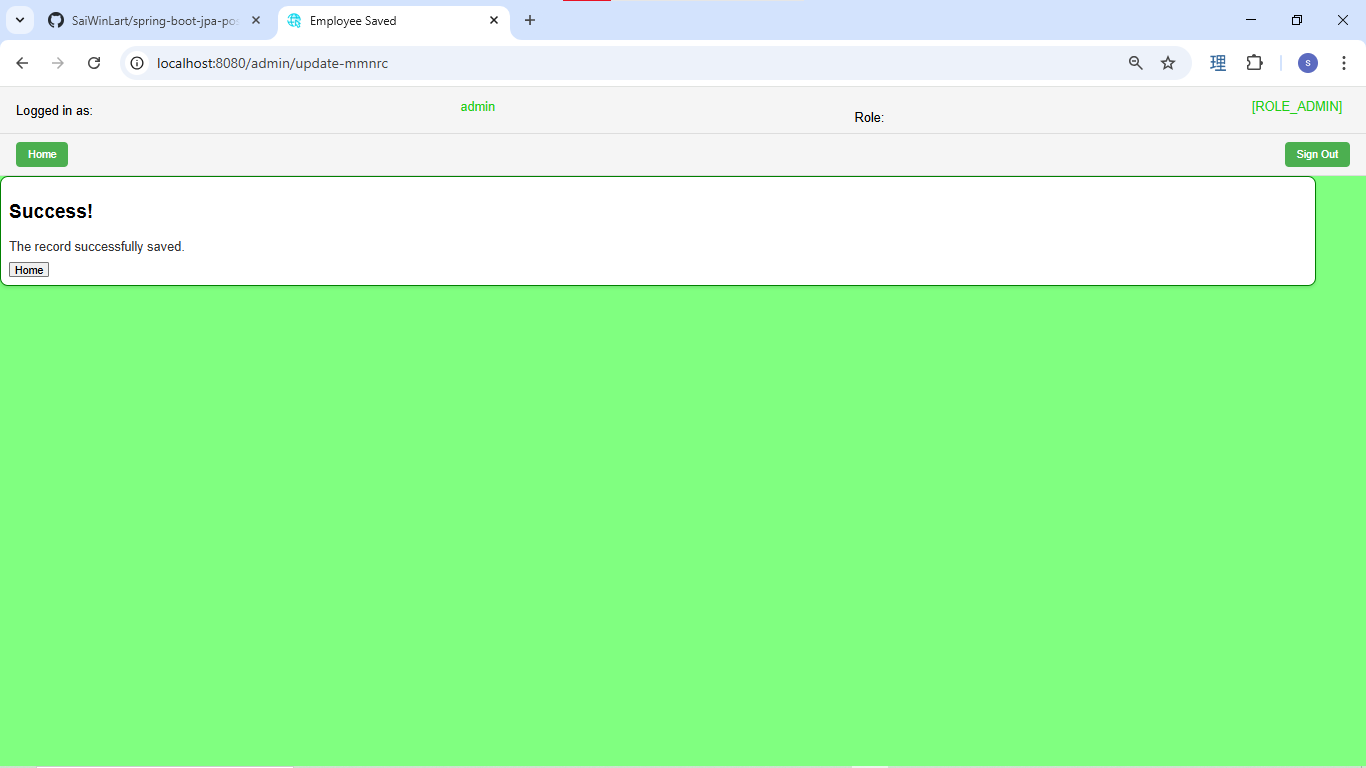 SaiWinLart/spring-boot-jpa-pos
Employee Saved
localhost:8080/admin/update-mmnrc
理
s
Logged in as:
admin
Role:
[ROLE_ADMIN]
Home
Sign Out
Success!
The record successfully saved.
Home